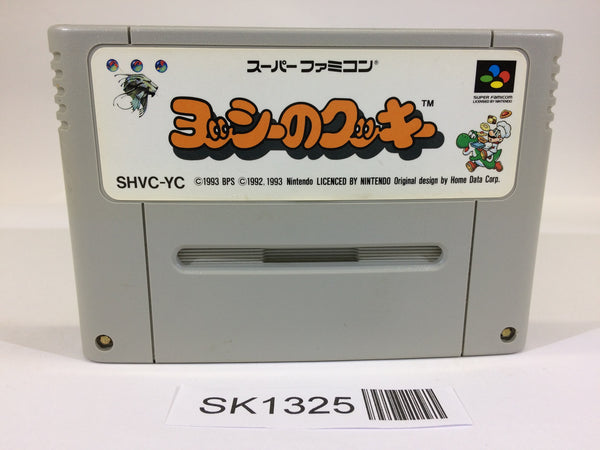 スーパーファミコン®
SUPER FAMICOM
LICENSED BY NINTENDO
ヨッシーのクッキー™
SHVC-YC ©1993 BPS ©1992,1993 Nintendo LICENCED BY NINTENDO Original design by Home Data Corp.
SK1325